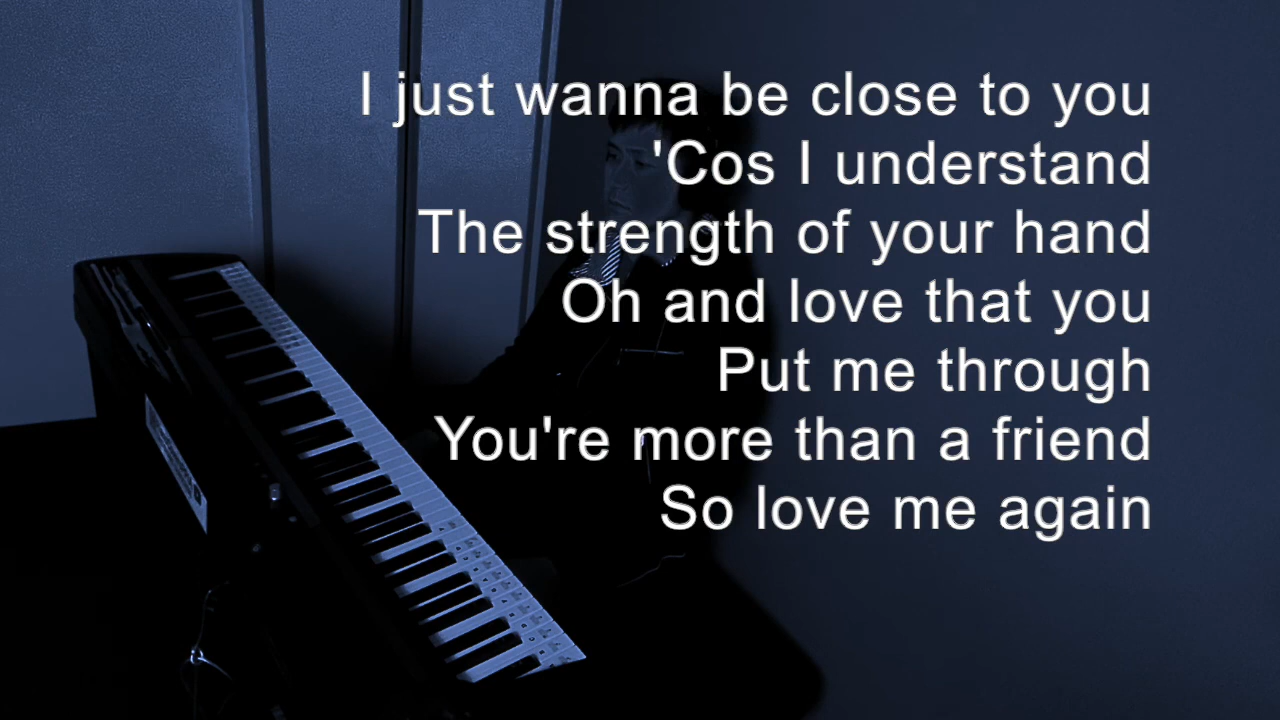 I just wanna be close to you
'Cos I understand
The strength of your hand
Oh and love that you
Put me through
You're more than a friend
So love me again